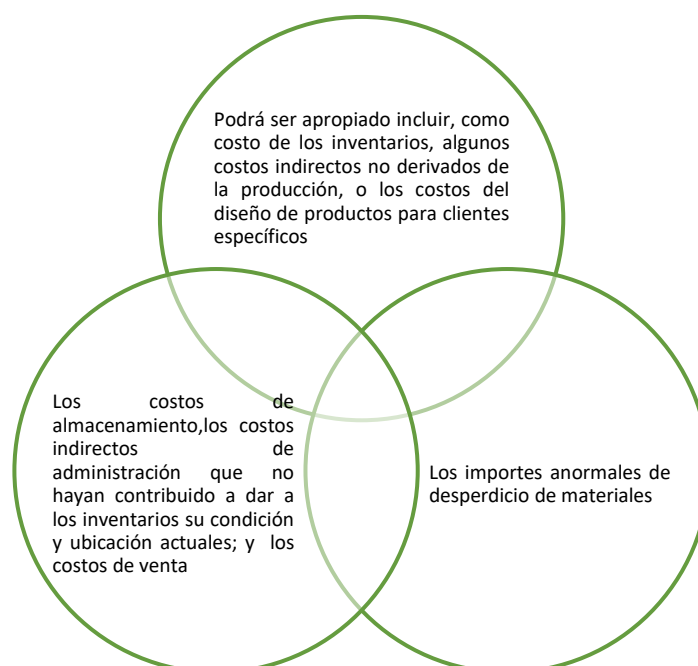 Podrá ser apropiado incluir, como
costo de los inventarios, algunos
costos indirectos no derivados de
la producción, o los costos del
diseño de productos para clientes
específicos
Los costos de
almacenamiento,los costos
indirectos de
administración que no
hayan contribuido a dar a
los inventarios su condición
y ubicación actuales; y los
costos de venta
Los importes anormales de
desperdicio de materiales